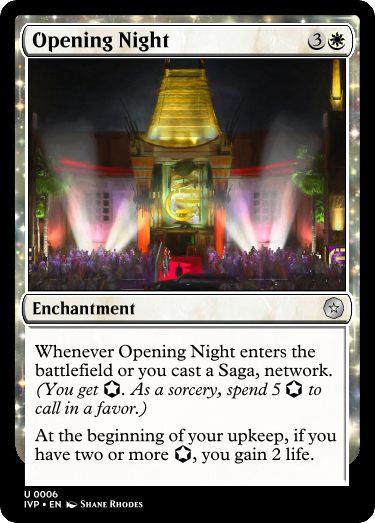 Opening Night 3
Enchantment
Whenever Opening Night enters the
battlefield or you cast a Saga, network.
(You get . As a sorcery, spend 5 to
call in a favor.)
At the beginning of your upkeep, if you
have two or more , you gain 2 life.
U 0006
IVP • EN SHANE RHODES